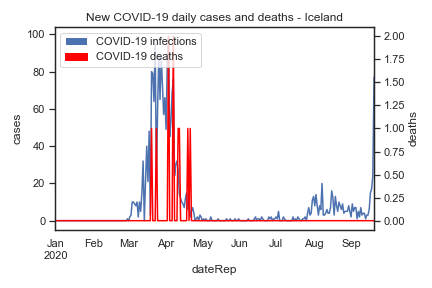 New COVID-19 daily cases and deaths - Iceland
COVID-19 infections
COVID-19 deaths
100
80
60
40
20
0
cases
2.00
1.75
1.50
1.25
1.00
0.75
0.50
0.25
0.00
deaths
Jan Feb Mar Apr May Jun Jul Aug Sep
2020
dateRep